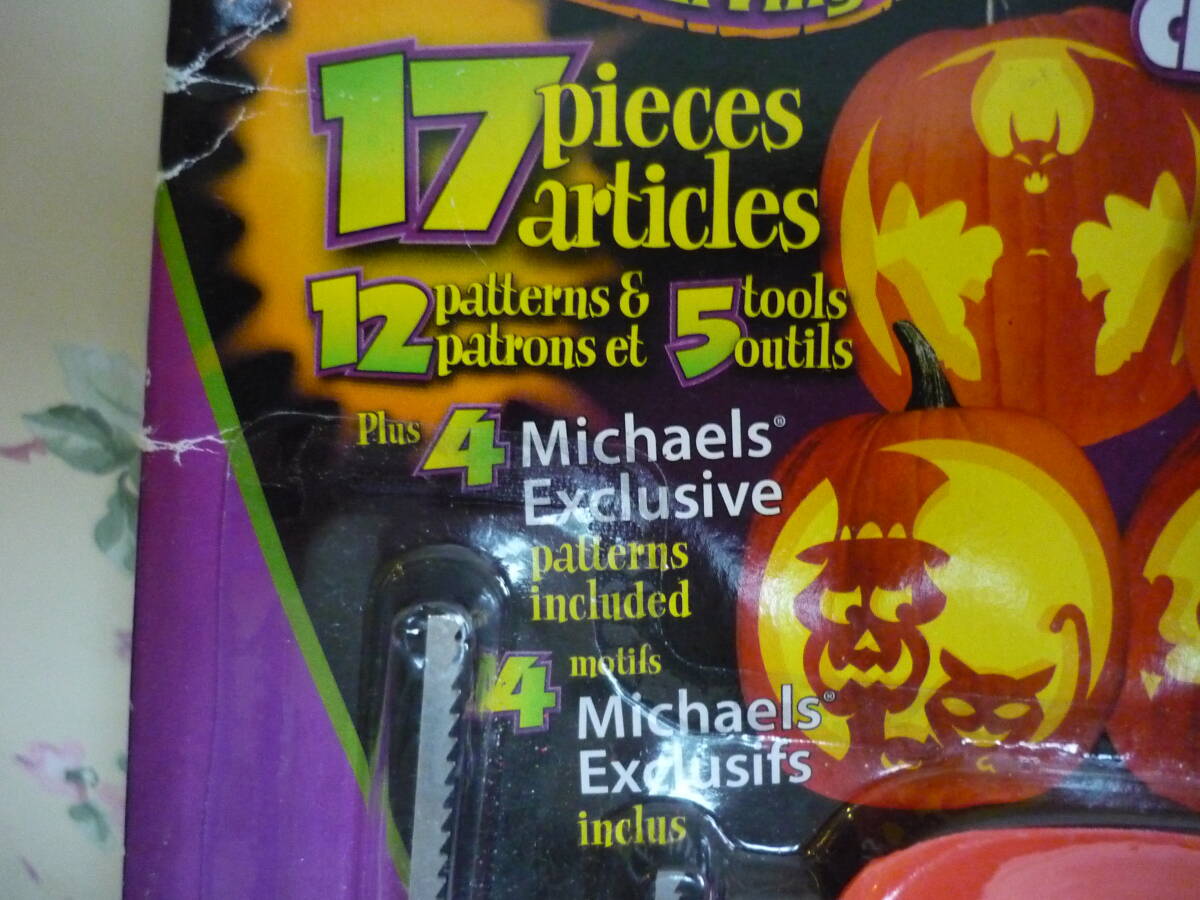 17 pieces
articles
12 patterns & 5 tools
patrons et outils
Plus 4 Michaels®
Exclusive
patterns
included
4 motifs
Michaels®
Exclusifs
inclus